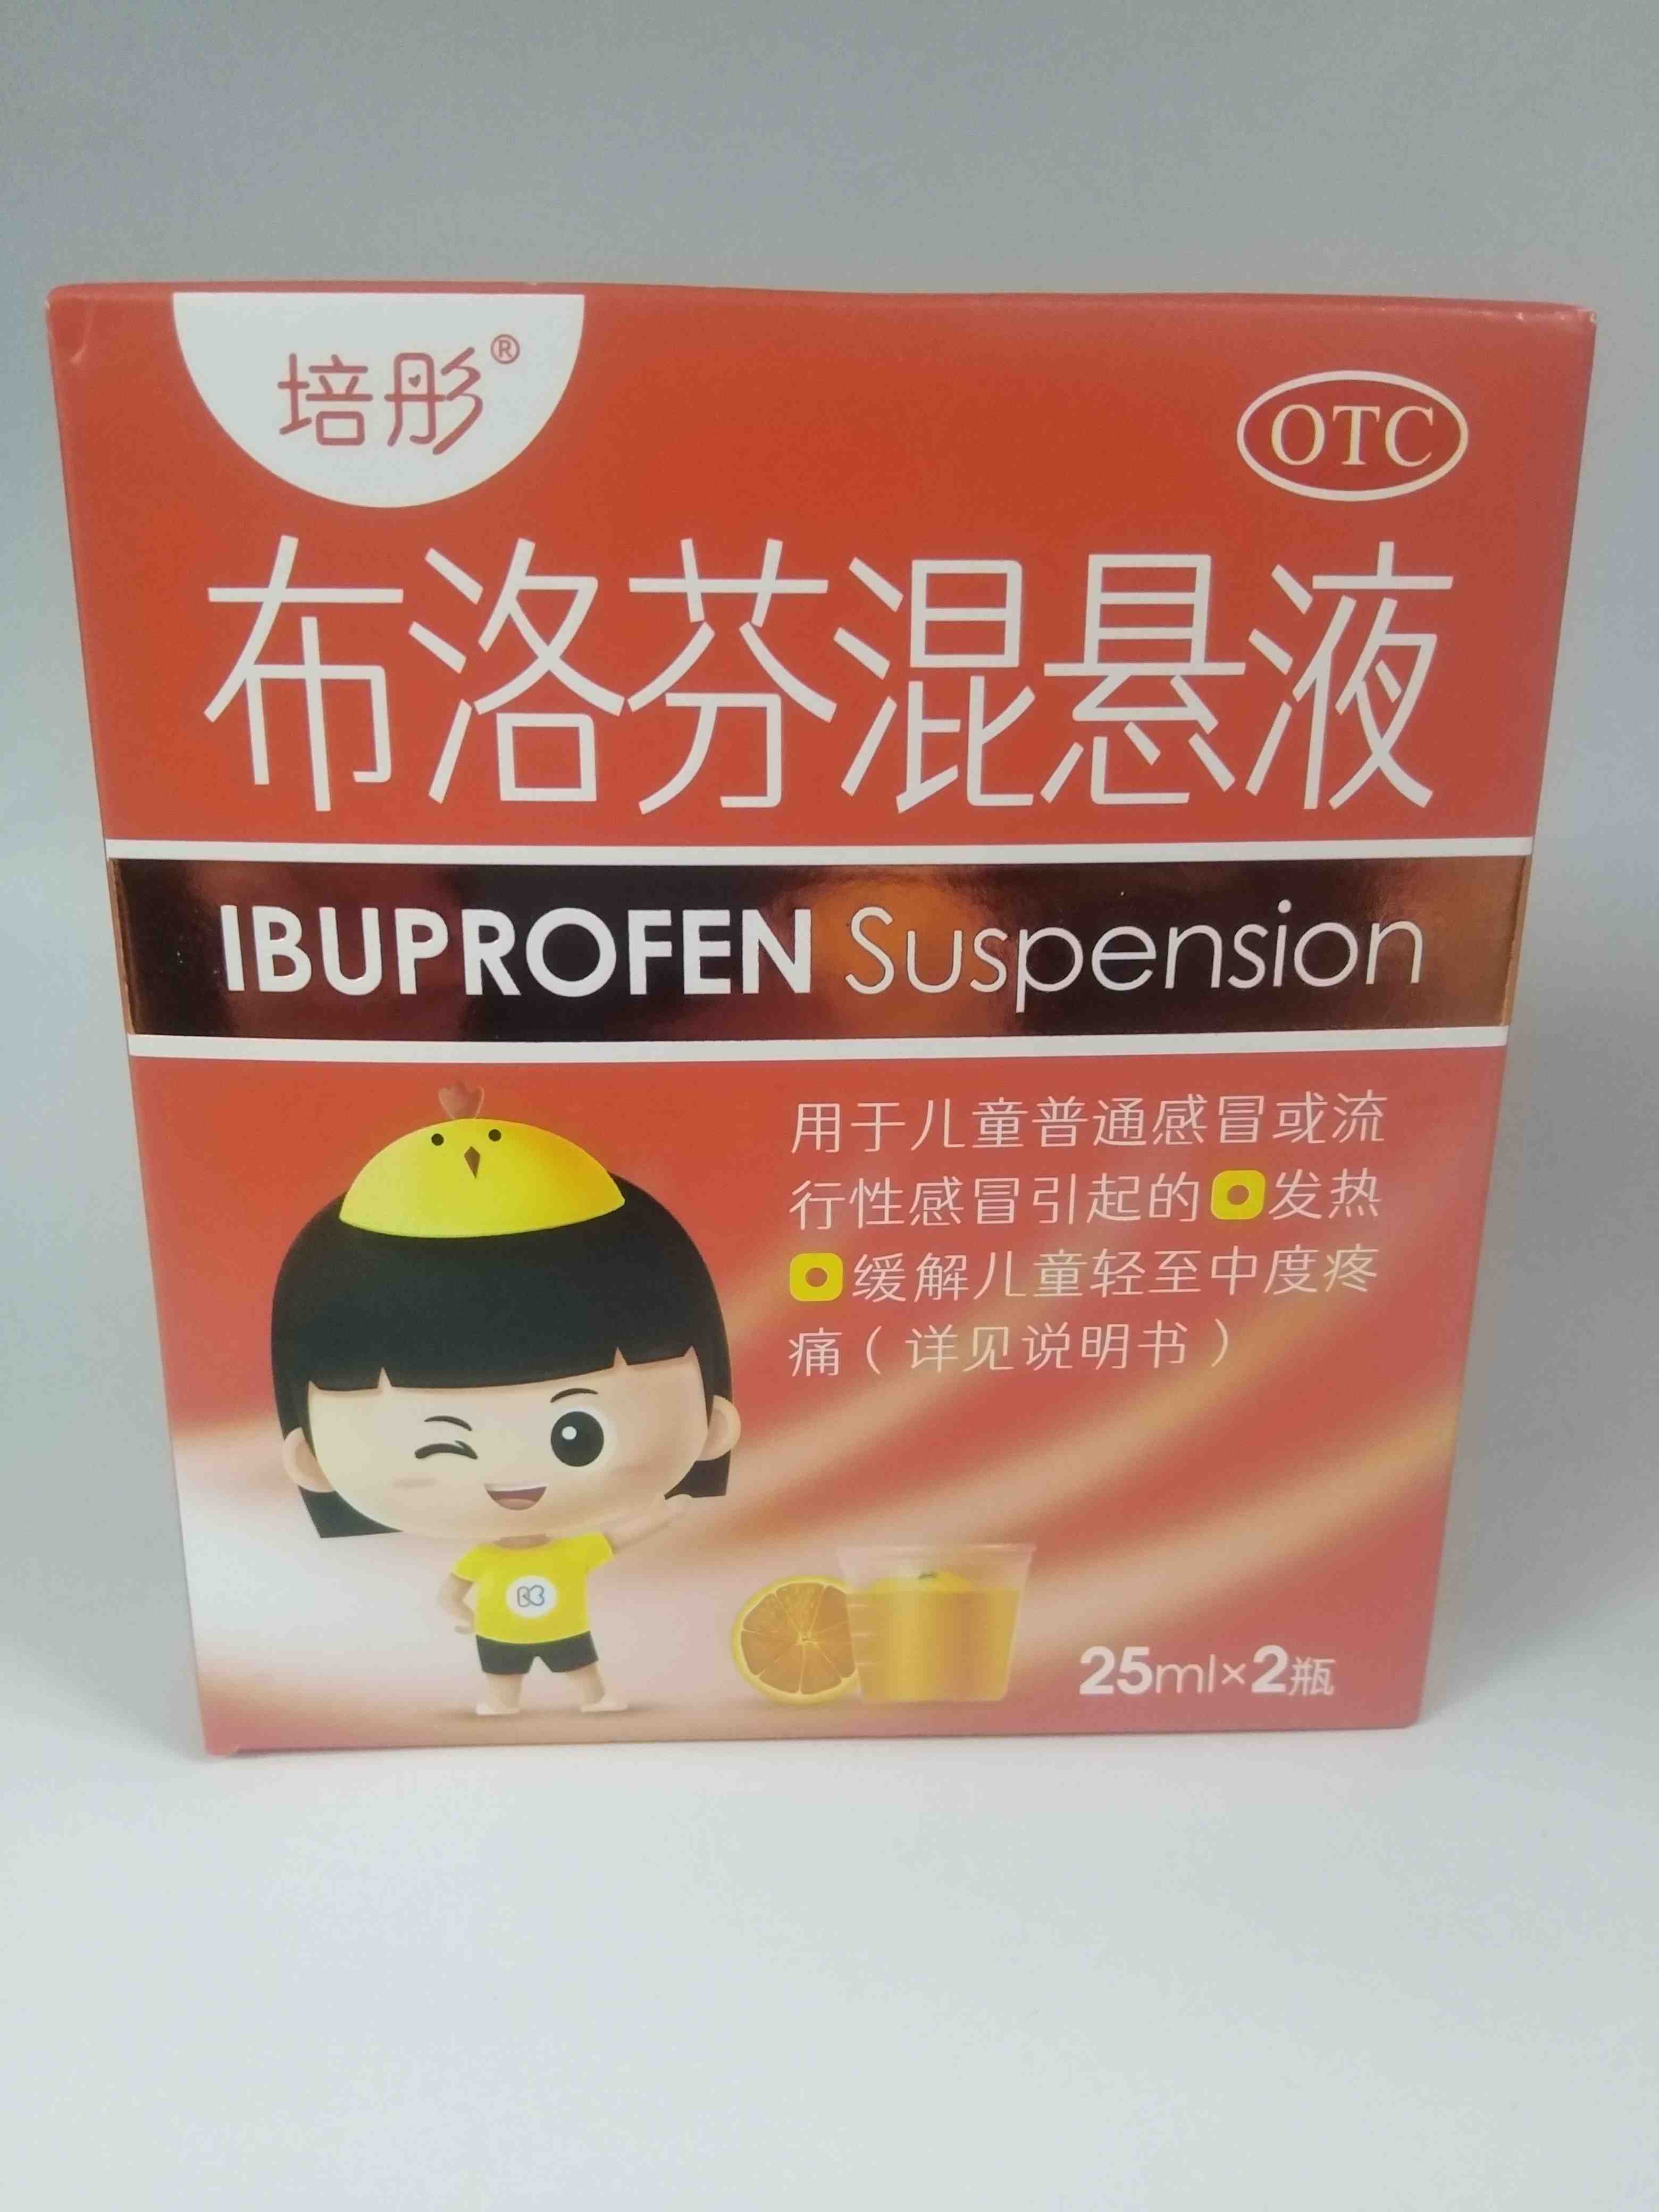 培彤®
OTC
布洛芬混悬液
IBUPROFEN Suspension
用于儿童普通感冒或流
行性感冒引起的发热
缓解儿童轻至中度疼
痛（详见说明书）
25ml×2瓶